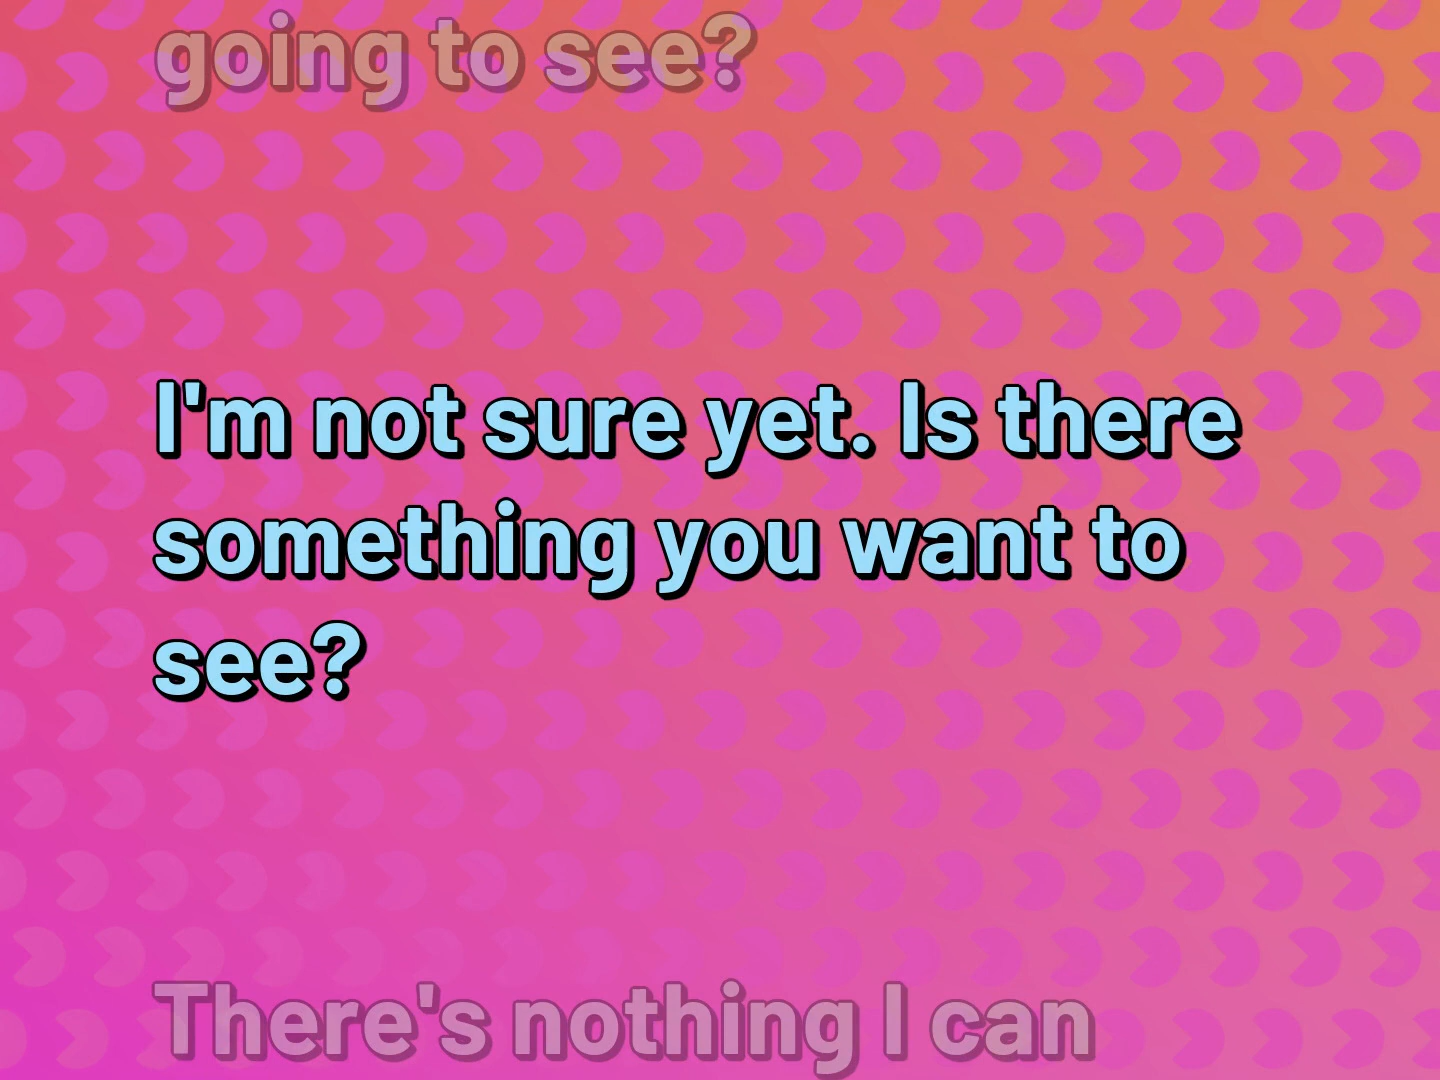 going to see?
I'm not sure yet. Is there
something you want to
see?
There's nothing I can